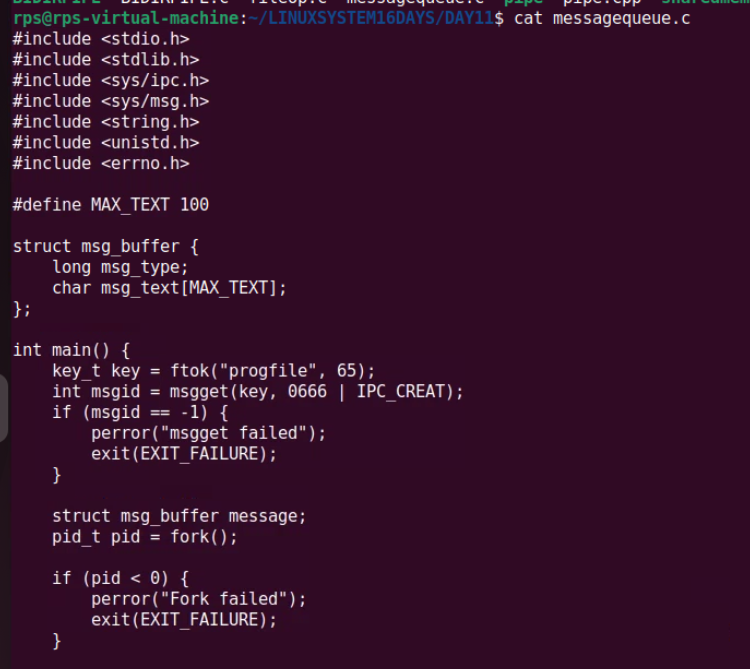 pipe pipe.cpp
rps@rps-virtual-machine:~/LINUXSYSTEM16DAYS/DAY11$ cat messagequeue.c
#include <stdio.h>
#include <stdlib.h>
#include <sys/ipc.h>
#include <sys/msg.h>
#include <string.h>
#include <unistd.h>
#include <errno.h>

#define MAX_TEXT 100

struct msg_buffer {
    long msg_type;
    char msg_text[MAX_TEXT];
};

int main() {
    key_t key = ftok("progfile", 65);
    int msgid = msgget(key, 0666 | IPC_CREAT);
    if (msgid == -1) {
        perror("msgget failed");
        exit(EXIT_FAILURE);
    }

    struct msg_buffer message;
    pid_t pid = fork();

    if (pid < 0) {
        perror("Fork failed");
        exit(EXIT_FAILURE);
    }